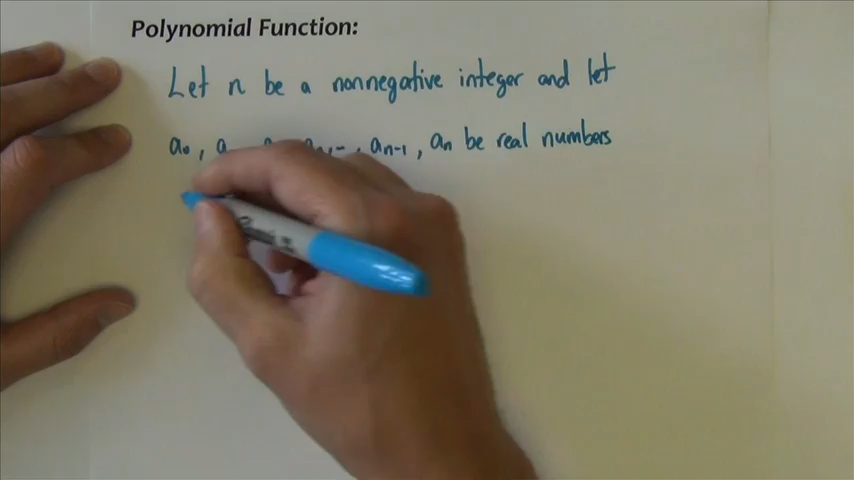 Polynomial Function:
Let n be a nonnegative integer and let
a₀, aₙ₋₁, aₙ be real numbers